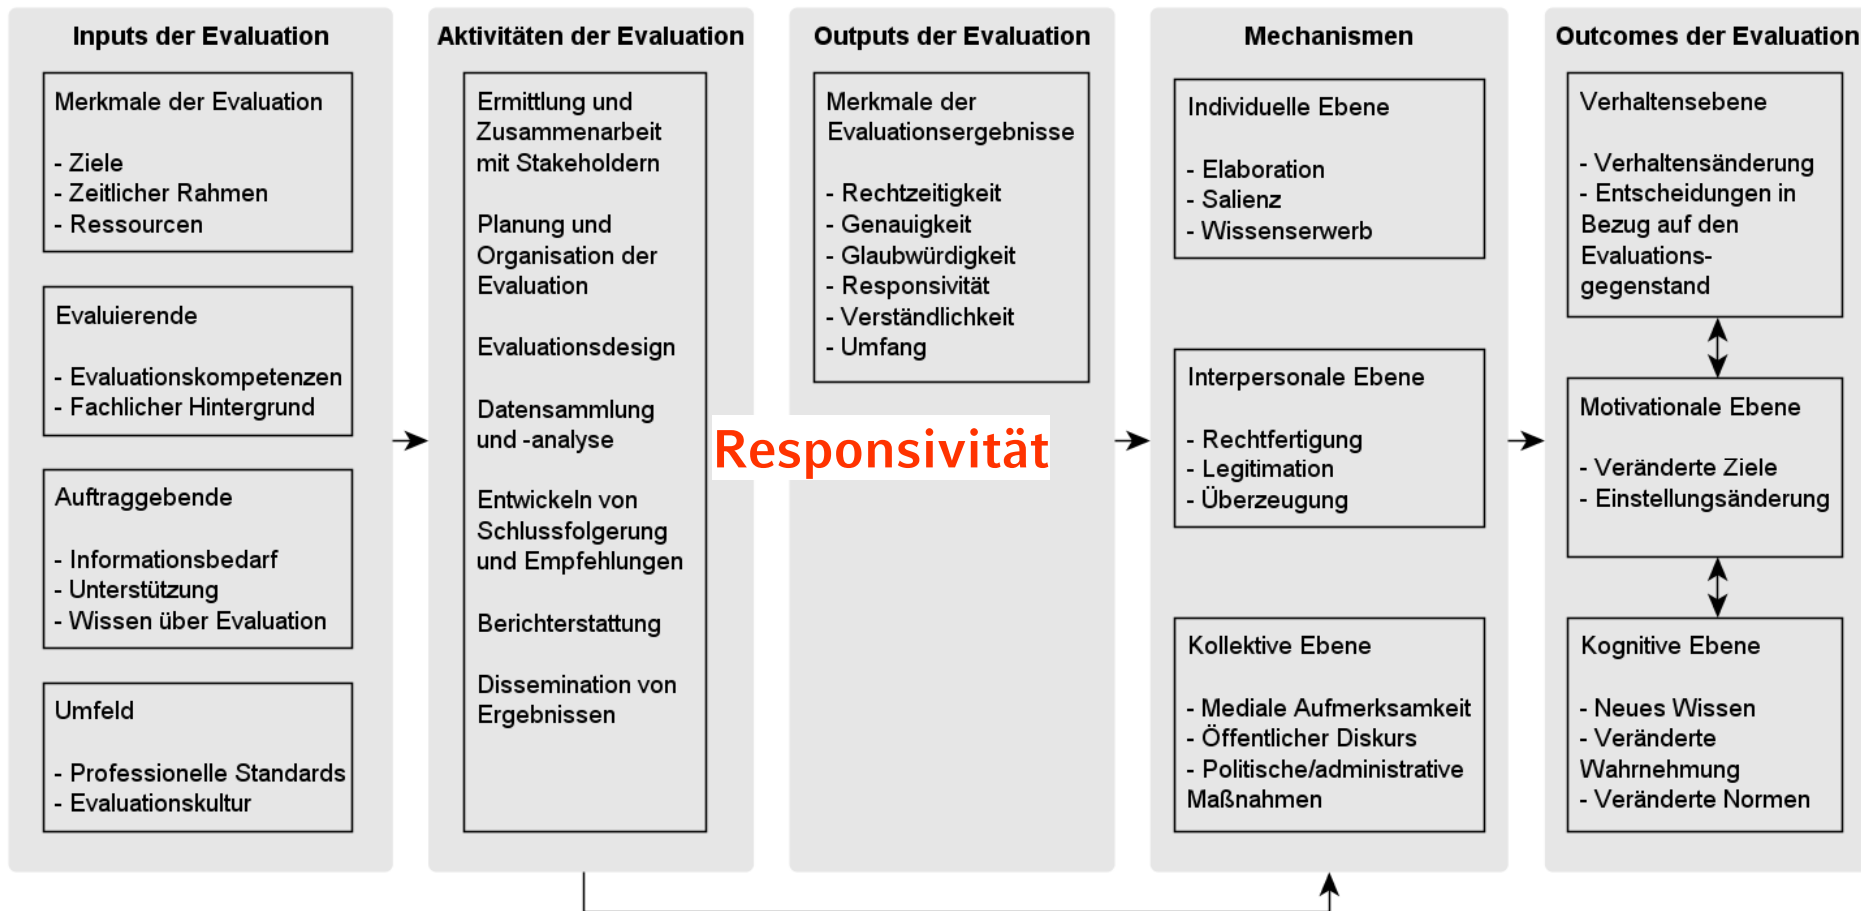 Inputs der Evaluation
Merkmale der Evaluation
- Ziele
- Zeitlicher Rahmen
- Ressourcen
Evaluierende
- Evaluationskompetenzen
- Fachlicher Hintergrund
Auftraggebende
- Informationsbedarf
- Unterstützung
- Wissen über Evaluation
Umfeld
- Professionelle Standards
- Evaluationskultur
Aktivitäten der Evaluation
Ermittlung und
Zusammenarbeit
mit Stakeholdern
Planung und
Organisation der
Evaluation
Evaluationsdesign
Datensammlung
und -analyse
Entwickeln von
Schlussfolgerung
und Empfehlungen
Berichterstattung
Dissemination von
Ergebnissen
Outputs der Evaluation
Merkmale der
Evaluationsergebnisse
- Rechtzeitigkeit
- Genauigkeit
- Glaubwürdigkeit
- Responsivität
- Verständlichkeit
- Umfang
Responsivität
Mechanismen
Individuelle Ebene
- Elaboration
- Salienz
- Wissenserwerb
Interpersonale Ebene
- Rechtfertigung
- Legitimation
- Überzeugung
Kollektive Ebene
- Mediale Aufmerksamkeit
- Öffentlicher Diskurs
- Politische/administrative
Maßnahmen
Outcomes der Evaluation
Verhaltensebene
- Verhaltensänderung
- Entscheidungen in
Bezug auf den
Evaluations-
gegenstand
Motivationale Ebene
- Veränderte Ziele
- Einstellungsänderung
Kognitive Ebene
- Neues Wissen
- Veränderte
Wahrnehmung
- Veränderte Normen